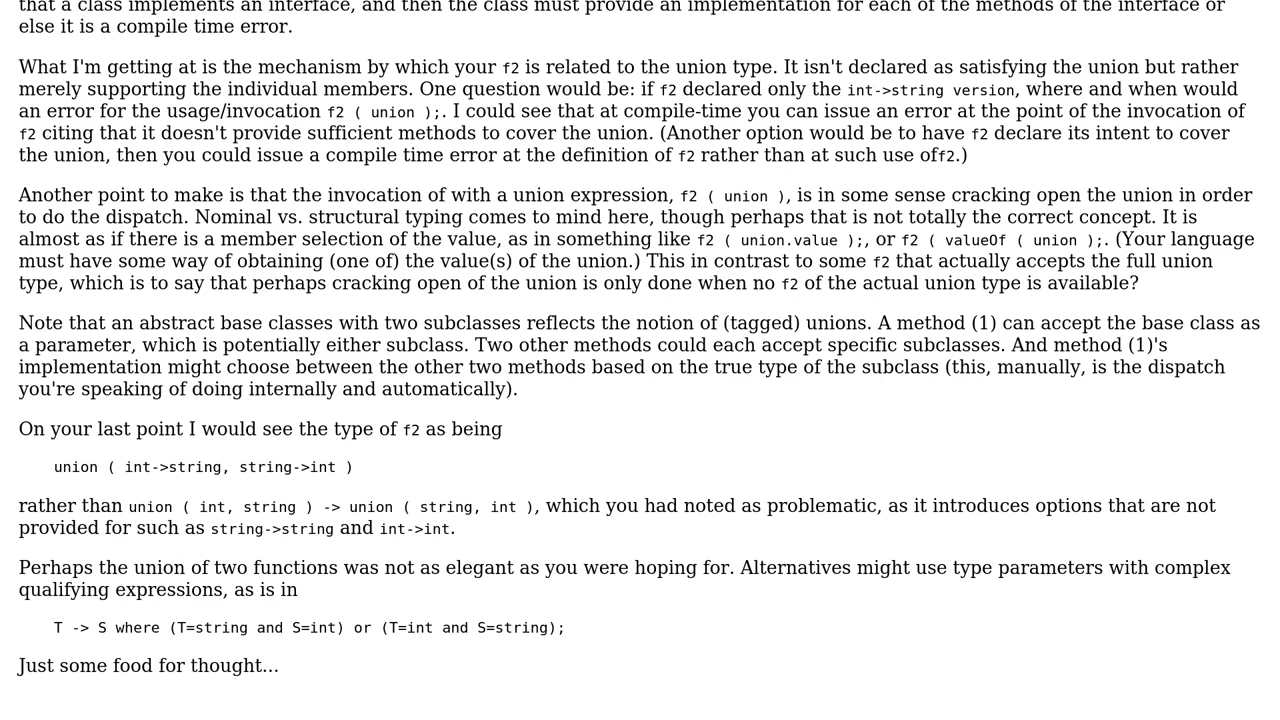 that a class implements an interface, and then the class must provide an implementation for each of the methods of the interface or
else it is a compile time error.
What I'm getting at is the mechanism by which your f2 is related to the union type. It isn't declared as satisfying the union but rather
merely supporting the individual members. One question would be: if f2 declared only the int->string version, where and when would
an error for the usage/invocation f2 ( union );. I could see that at compile-time you can issue an error at the point of the invocation of
f2 citing that it doesn't provide sufficient methods to cover the union. (Another option would be to have f2 declare its intent to cover
the union, then you could issue a compile time error at the definition of f2 rather than at such use off2.)
Another point to make is that the invocation of with a union expression, f2 ( union ), is in some sense cracking open the union in order
to do the dispatch. Nominal vs. structural typing comes to mind here, though perhaps that is not totally the correct concept. It is
almost as if there is a member selection of the value, as in something like f2 ( union.value );, or f2 ( valueOf ( union );. (Your language
must have some way of obtaining (one of) the value(s) of the union.) This in contrast to some f2 that actually accepts the full union
type, which is to say that perhaps cracking open of the union is only done when no f2 of the actual union type is available?
Note that an abstract base classes with two subclasses reflects the notion of (tagged) unions. A method (1) can accept the base class as
a parameter, which is potentially either subclass. Two other methods could each accept specific subclasses. And method (1)'s
implementation might choose between the other two methods based on the true type of the subclass (this, manually, is the dispatch
you're speaking of doing internally and automatically).
On your last point I would see the type of f2 as being
union ( int->string, string->int )
rather than union ( int, string ) -> union ( string, int ), which you had noted as problematic, as it introduces options that are not
provided for such as string->string and int->int.
Perhaps the union of two functions was not as elegant as you were hoping for. Alternatives might use type parameters with complex
qualifying expressions, as is in
T -> S where (T=string and S=int) or (T=int and S=string);
Just some food for thought...